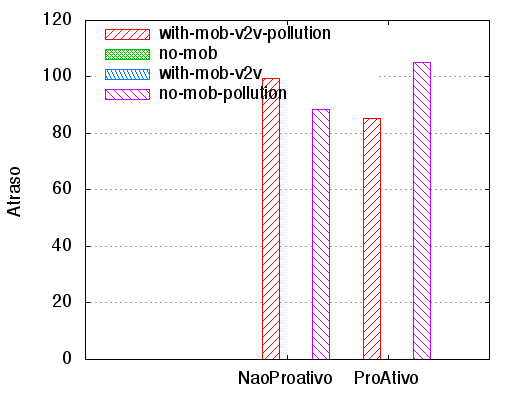 120
100
80
60
40
20
0
Atraso
with-mob-v2v-pollution
no-mob
with-mob-v2v
no-mob-pollution
NaoProativo ProAtivo